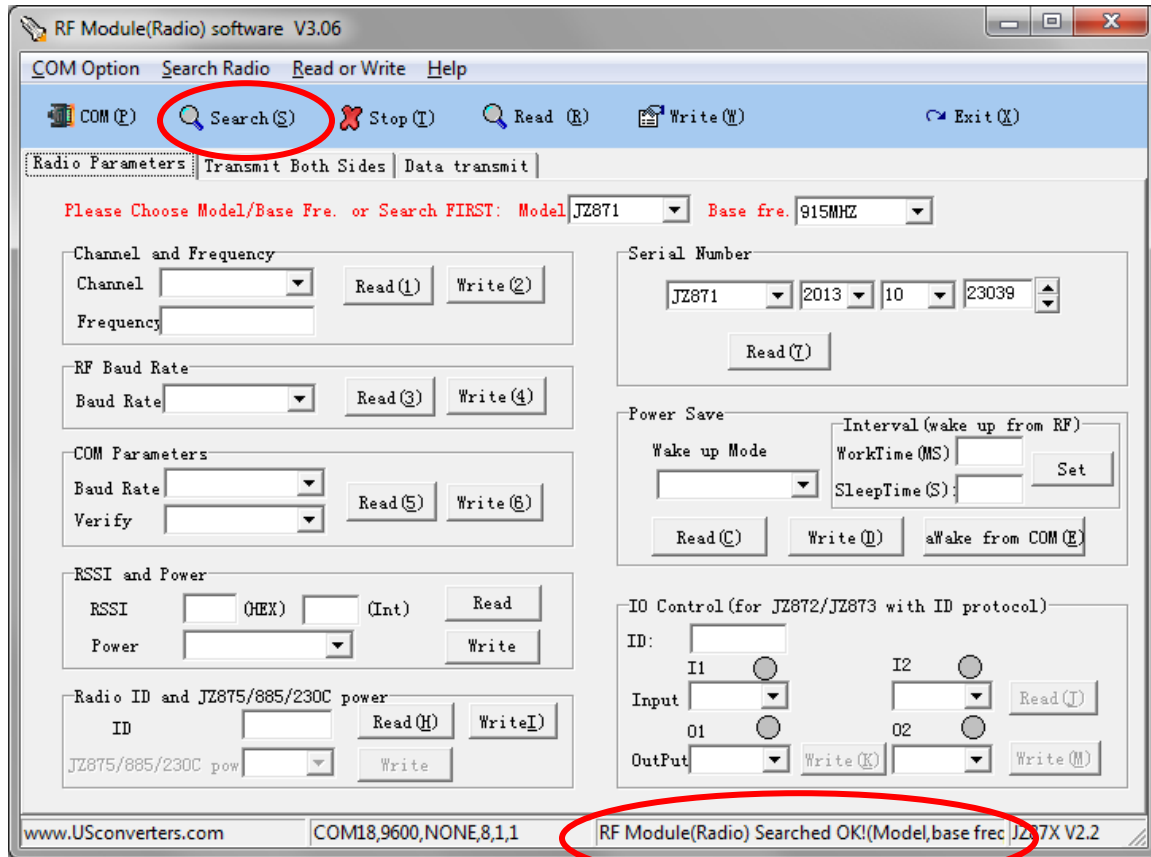 RF Module(Radio) software V3.06
COM Option Search Radio Read or Write Help
COM(P) Search(S) Stop(T) Read (R) Write(W) Exit(X)
Radio Parameters Transmit Both Sides Data transmit
Please Choose Model/Base Fre. or Search FIRST: Model JZ871 Base fre. 915MHZ
Channel and Frequency
Channel Read(1) Write(2)
Frequency
RF Baud Rate
Baud Rate Read(3) Write(4)
COM Parameters
Baud Rate Read(5) Write(6)
Verify
RSSI and Power
RSSI (HEX) (Int) Read
Power Write
Radio ID and JZ875/885/230C power
ID Read(H) WriteI)
JZ875/885/230C pow Write
Serial Number
JZ871 2013 10 23039
Read(7)
Power Save
Interval(wake up from RF)
Wake up Mode WorkTime(MS)
Set
SleepTime(S):
Read(C) Write(D) aWake from COM(E)
IO Control(for JZ872/JZ873 with ID protocol)
ID:
I1 I2
Input Read(J)
O1 O2
OutPut Write(K) Write(M)
www.USconverters.com COM18,9600,NONE,8,1,1 RF Module(Radio) Searched OK!(Model,base frec JZ87X V2.2